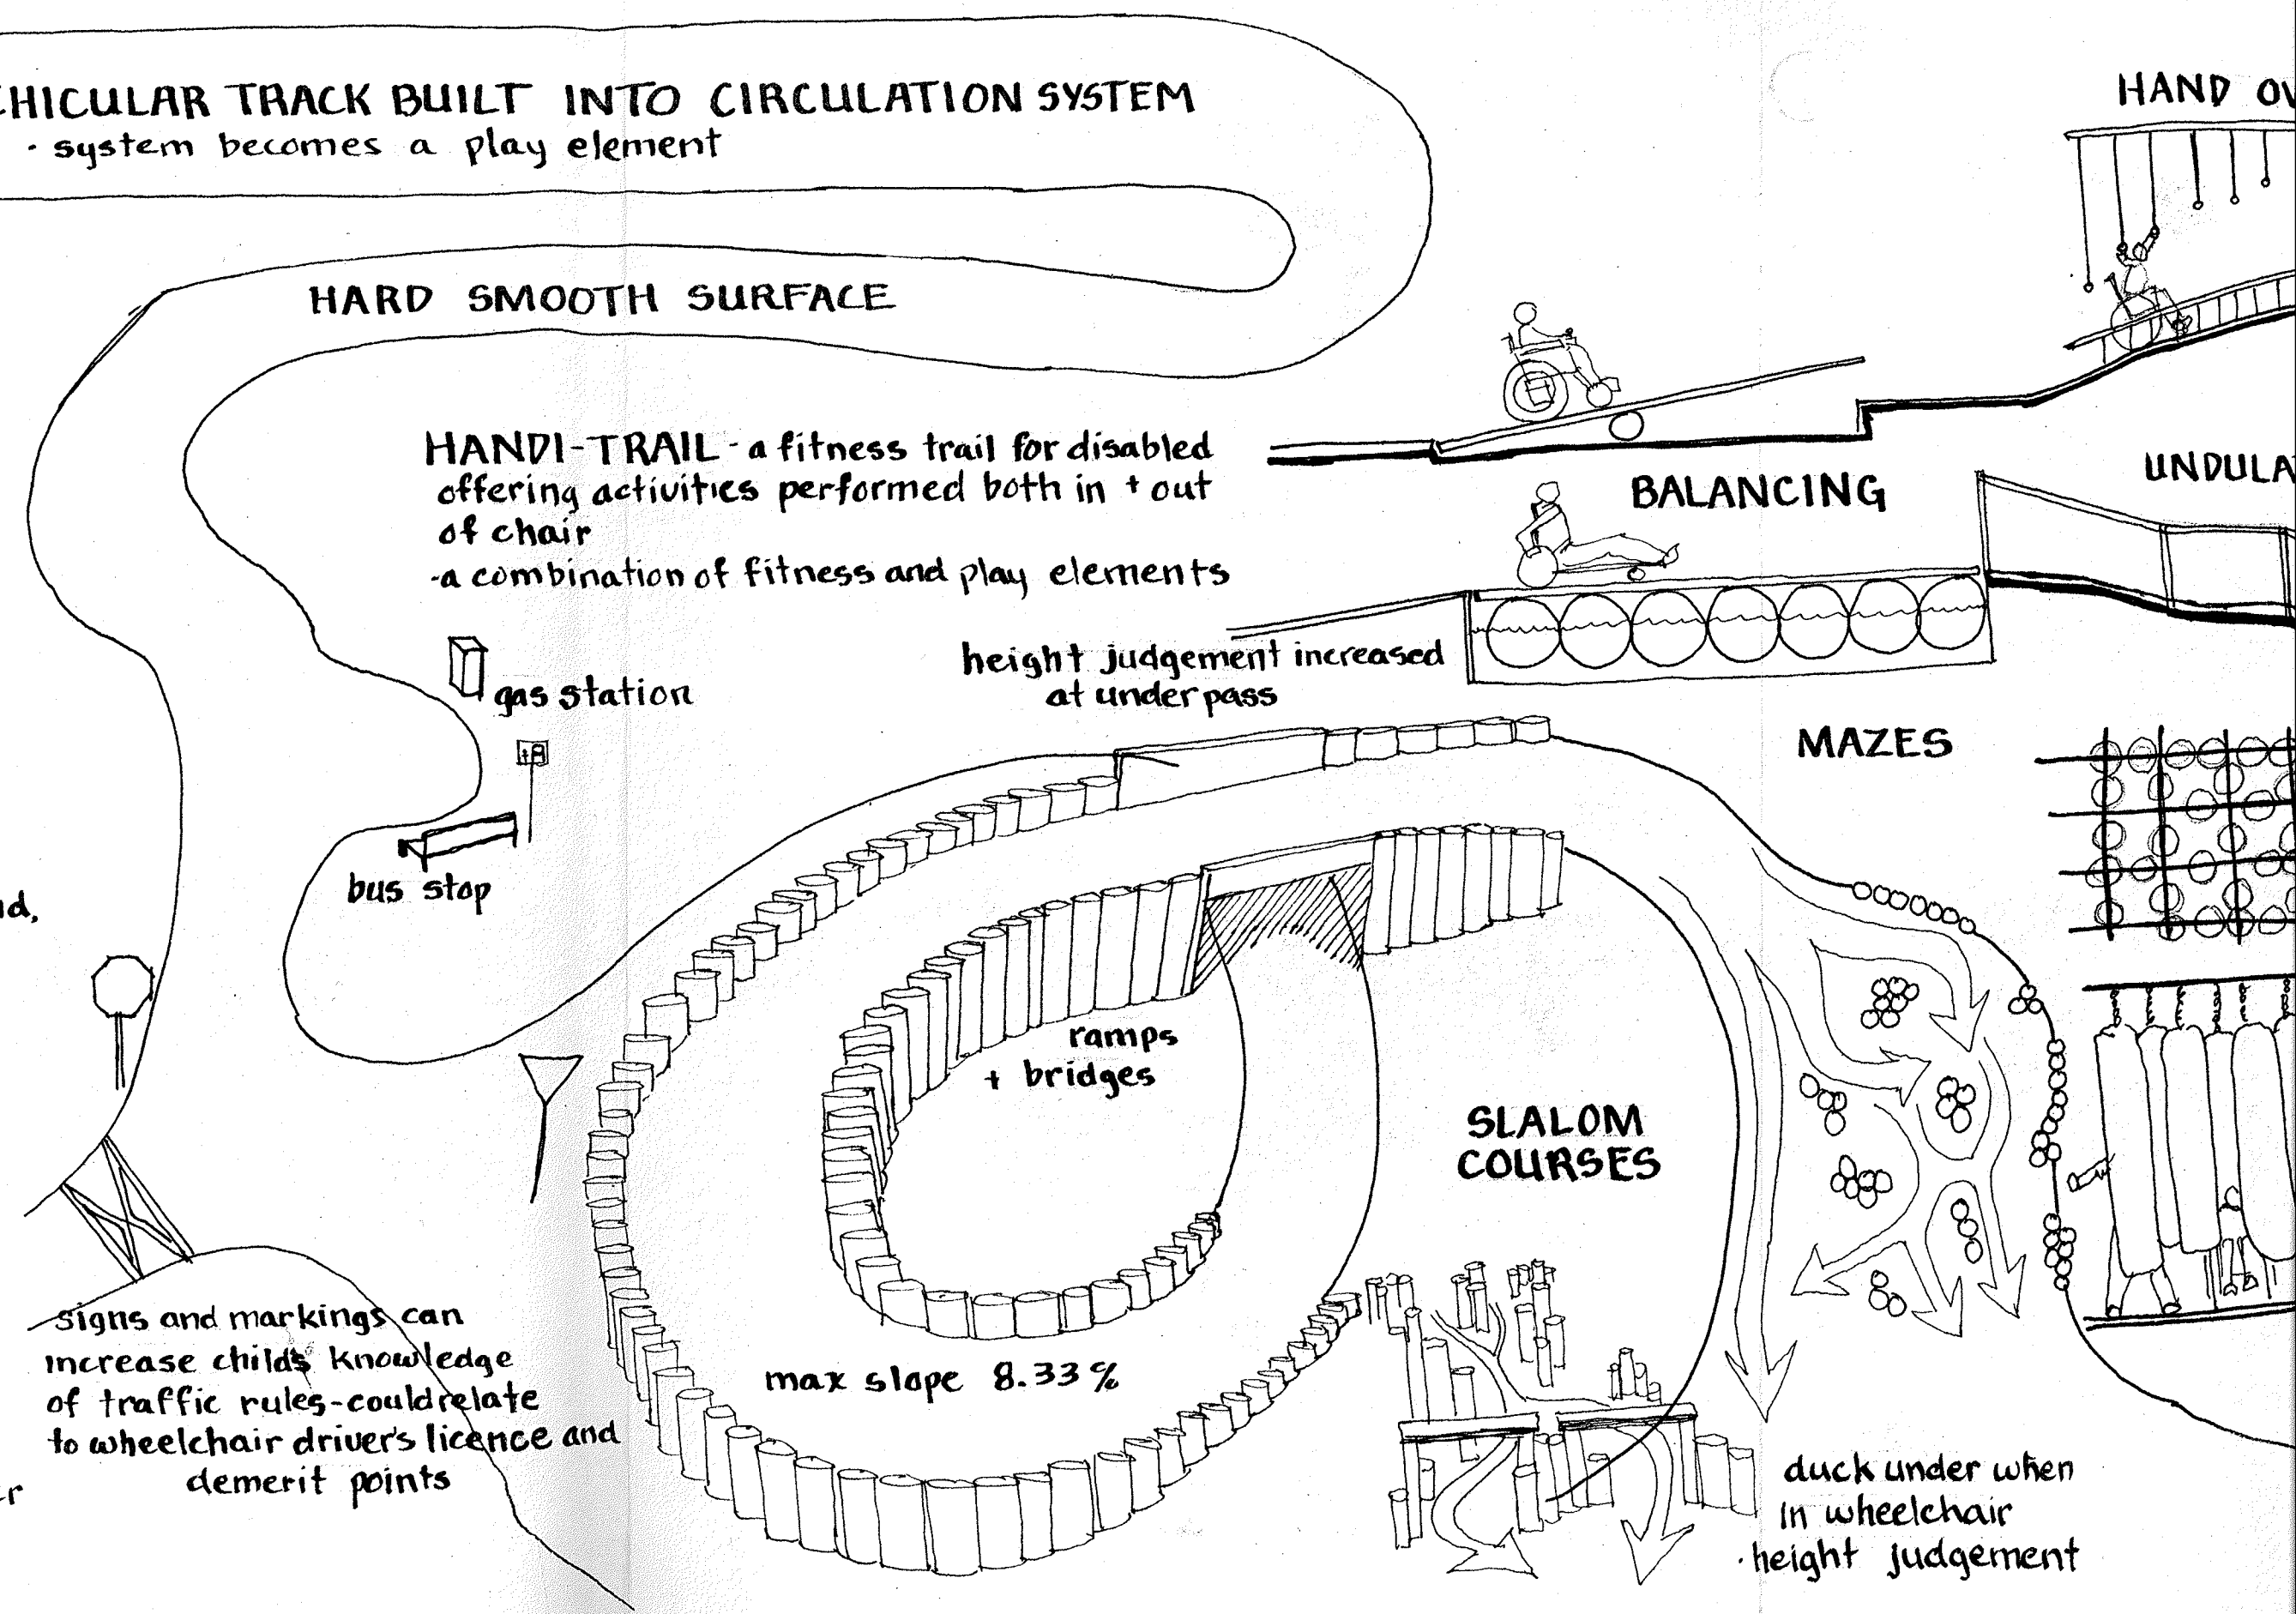 HICULAR TRACK BUILT INTO CIRCULATION SYSTEM
· system becomes a play element
HAND OV
HARD SMOOTH SURFACE
HANDI-TRAIL - a fitness trail for disabled
offering activities performed both in + out
of chair
-a combination of fitness and play elements
BALANCING
UNDULA
gas station
height judgement increased
at underpass
MAZES
bus stop
d,
ramps
+ bridges
SLALOM
COURSES
max slope 8.33%
signs and markings can
increase child's knowledge
of traffic rules-could relate
to wheelchair driver's licence and
demerit points
r
duck under when
in wheelchair
·height judgement